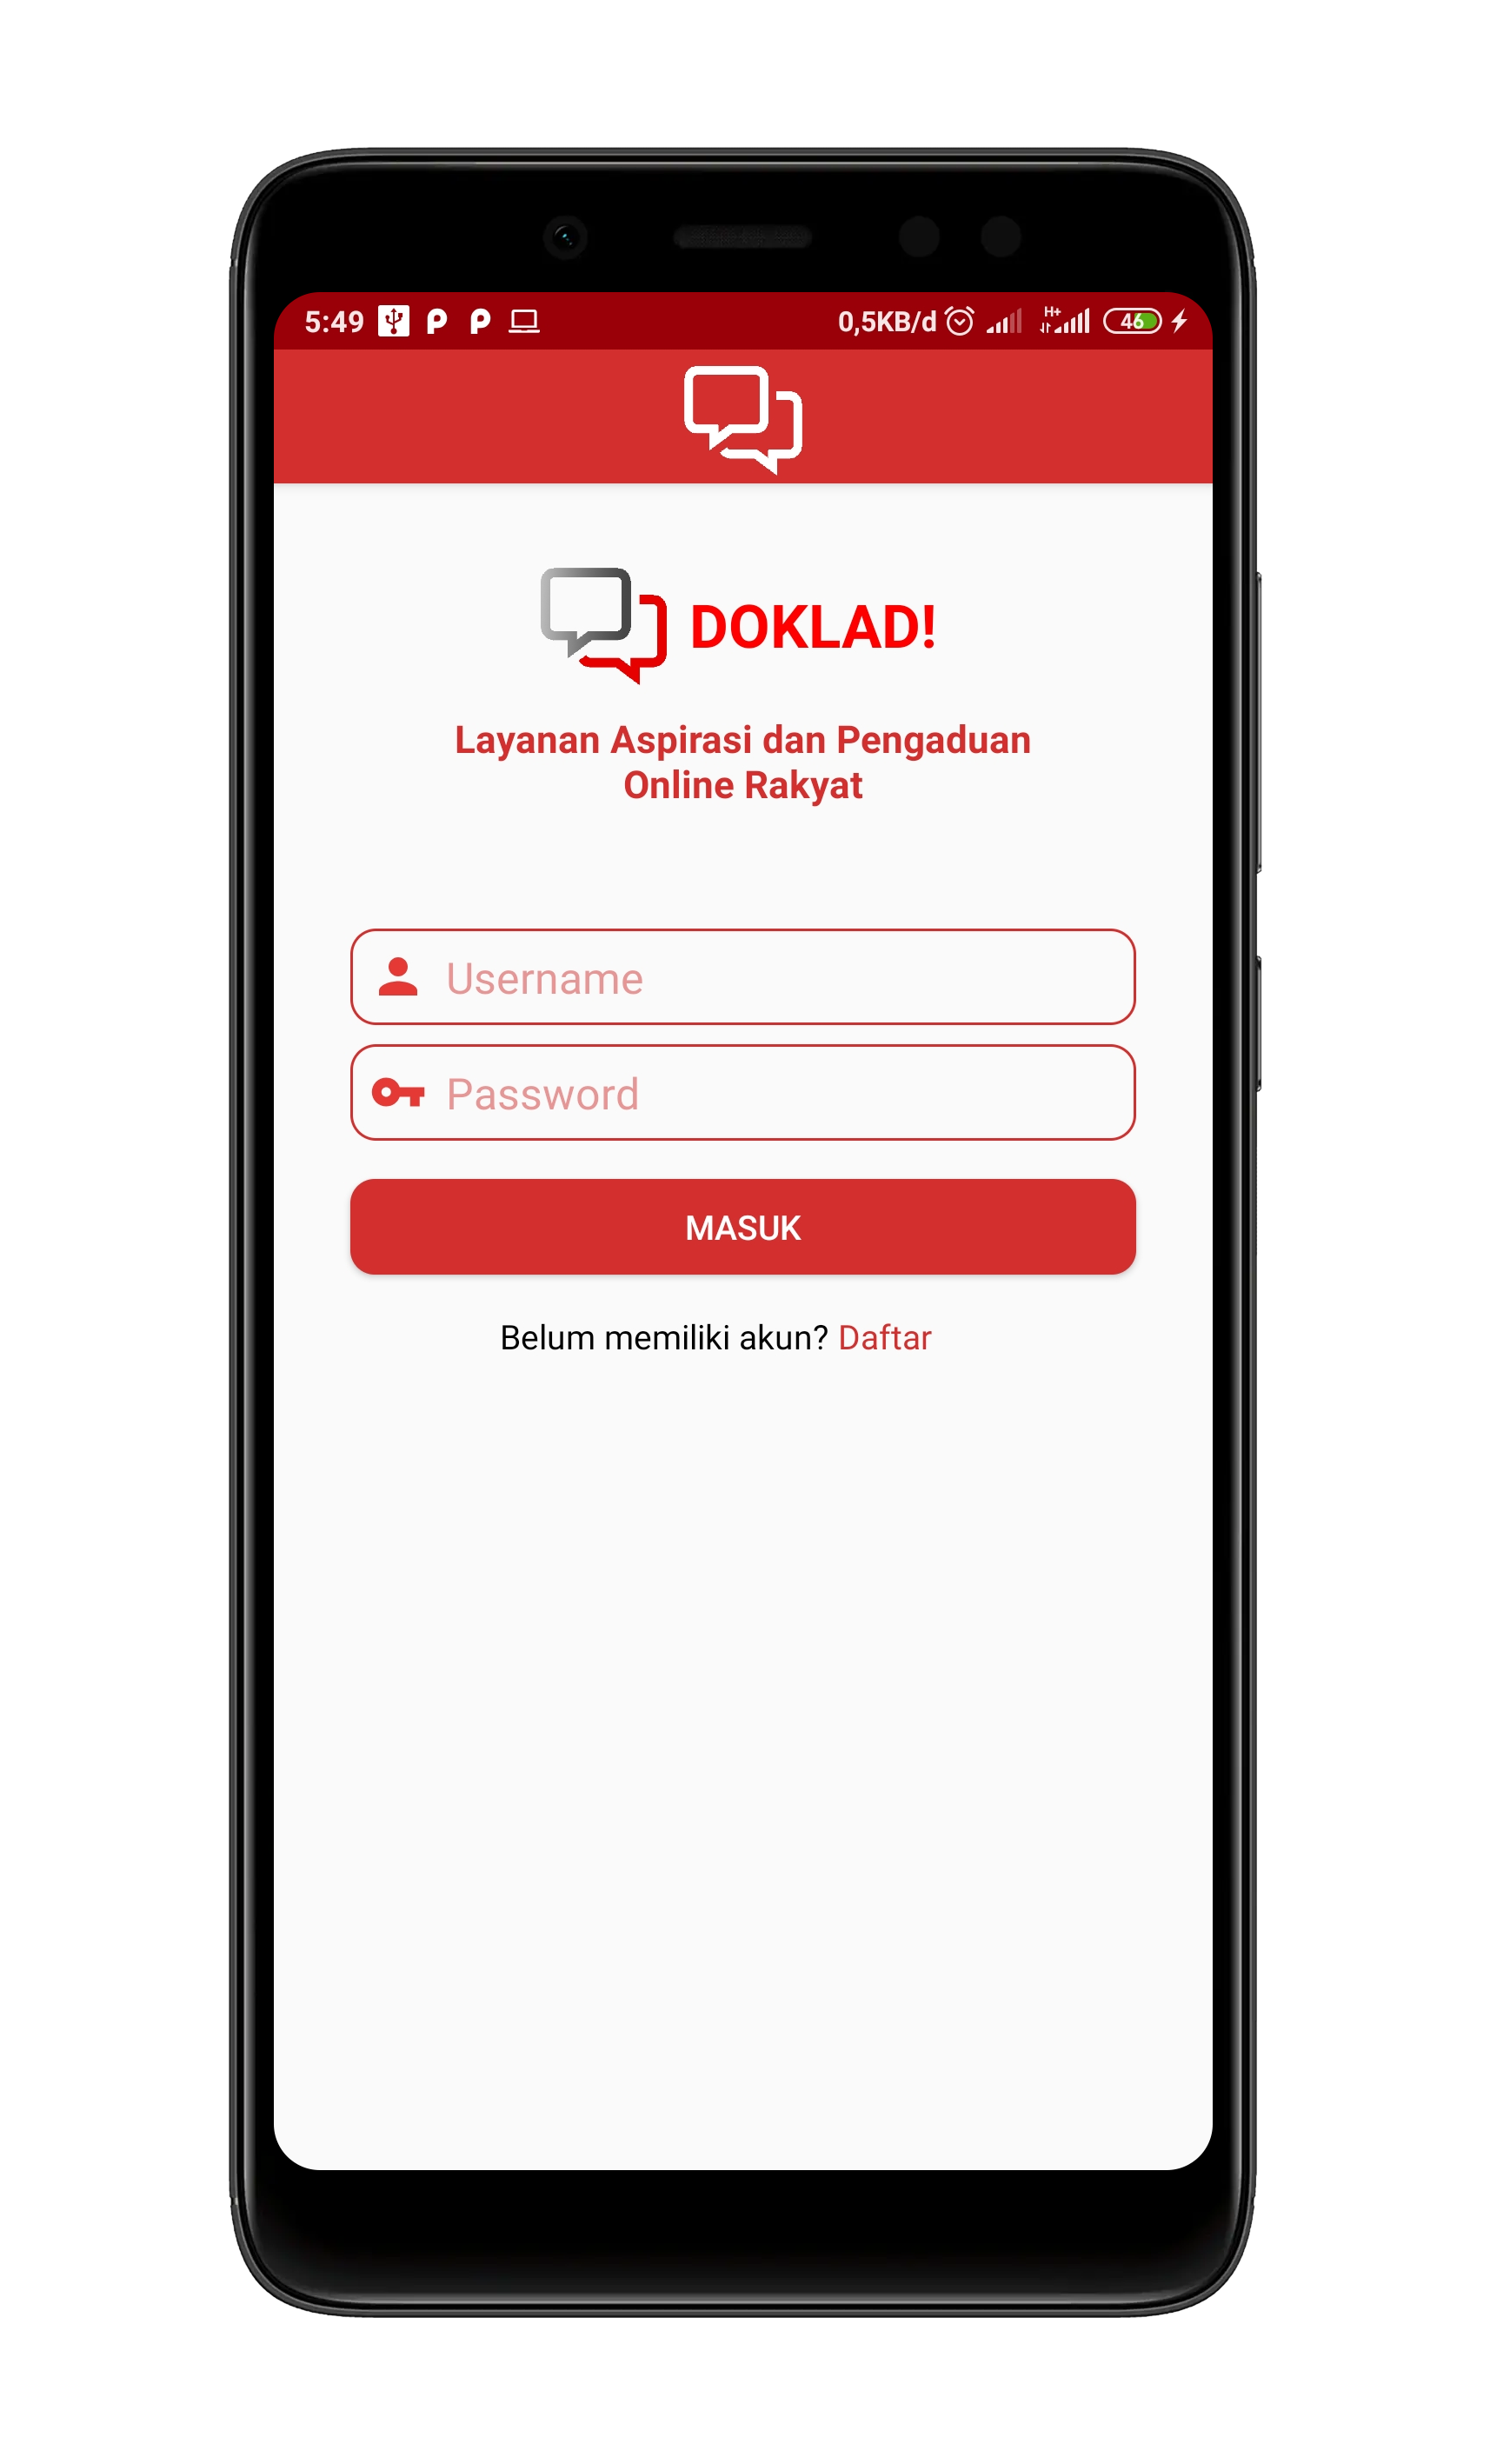 5:49 0,5KB/d H+ 46
DOKLAD!
Layanan Aspirasi dan Pengaduan
Online Rakyat
Username
Password
MASUK
Belum memiliki akun? Daftar